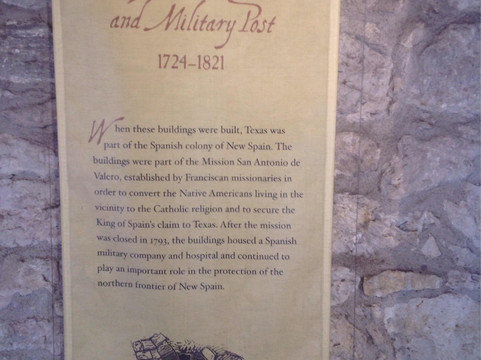 and Military Post
1724–1821
When these buildings were built, Texas was
part of the Spanish colony of New Spain. The
buildings were part of the Mission San Antonio de
Valero, established by Franciscan missionaries in
order to convert the Native Americans living in the
vicinity to the Catholic religion and to secure the
King of Spain's claim to Texas. After the mission
was closed in 1793, the buildings housed a Spanish
military company and hospital and continued to
play an important role in the protection of the
northern frontier of New Spain.